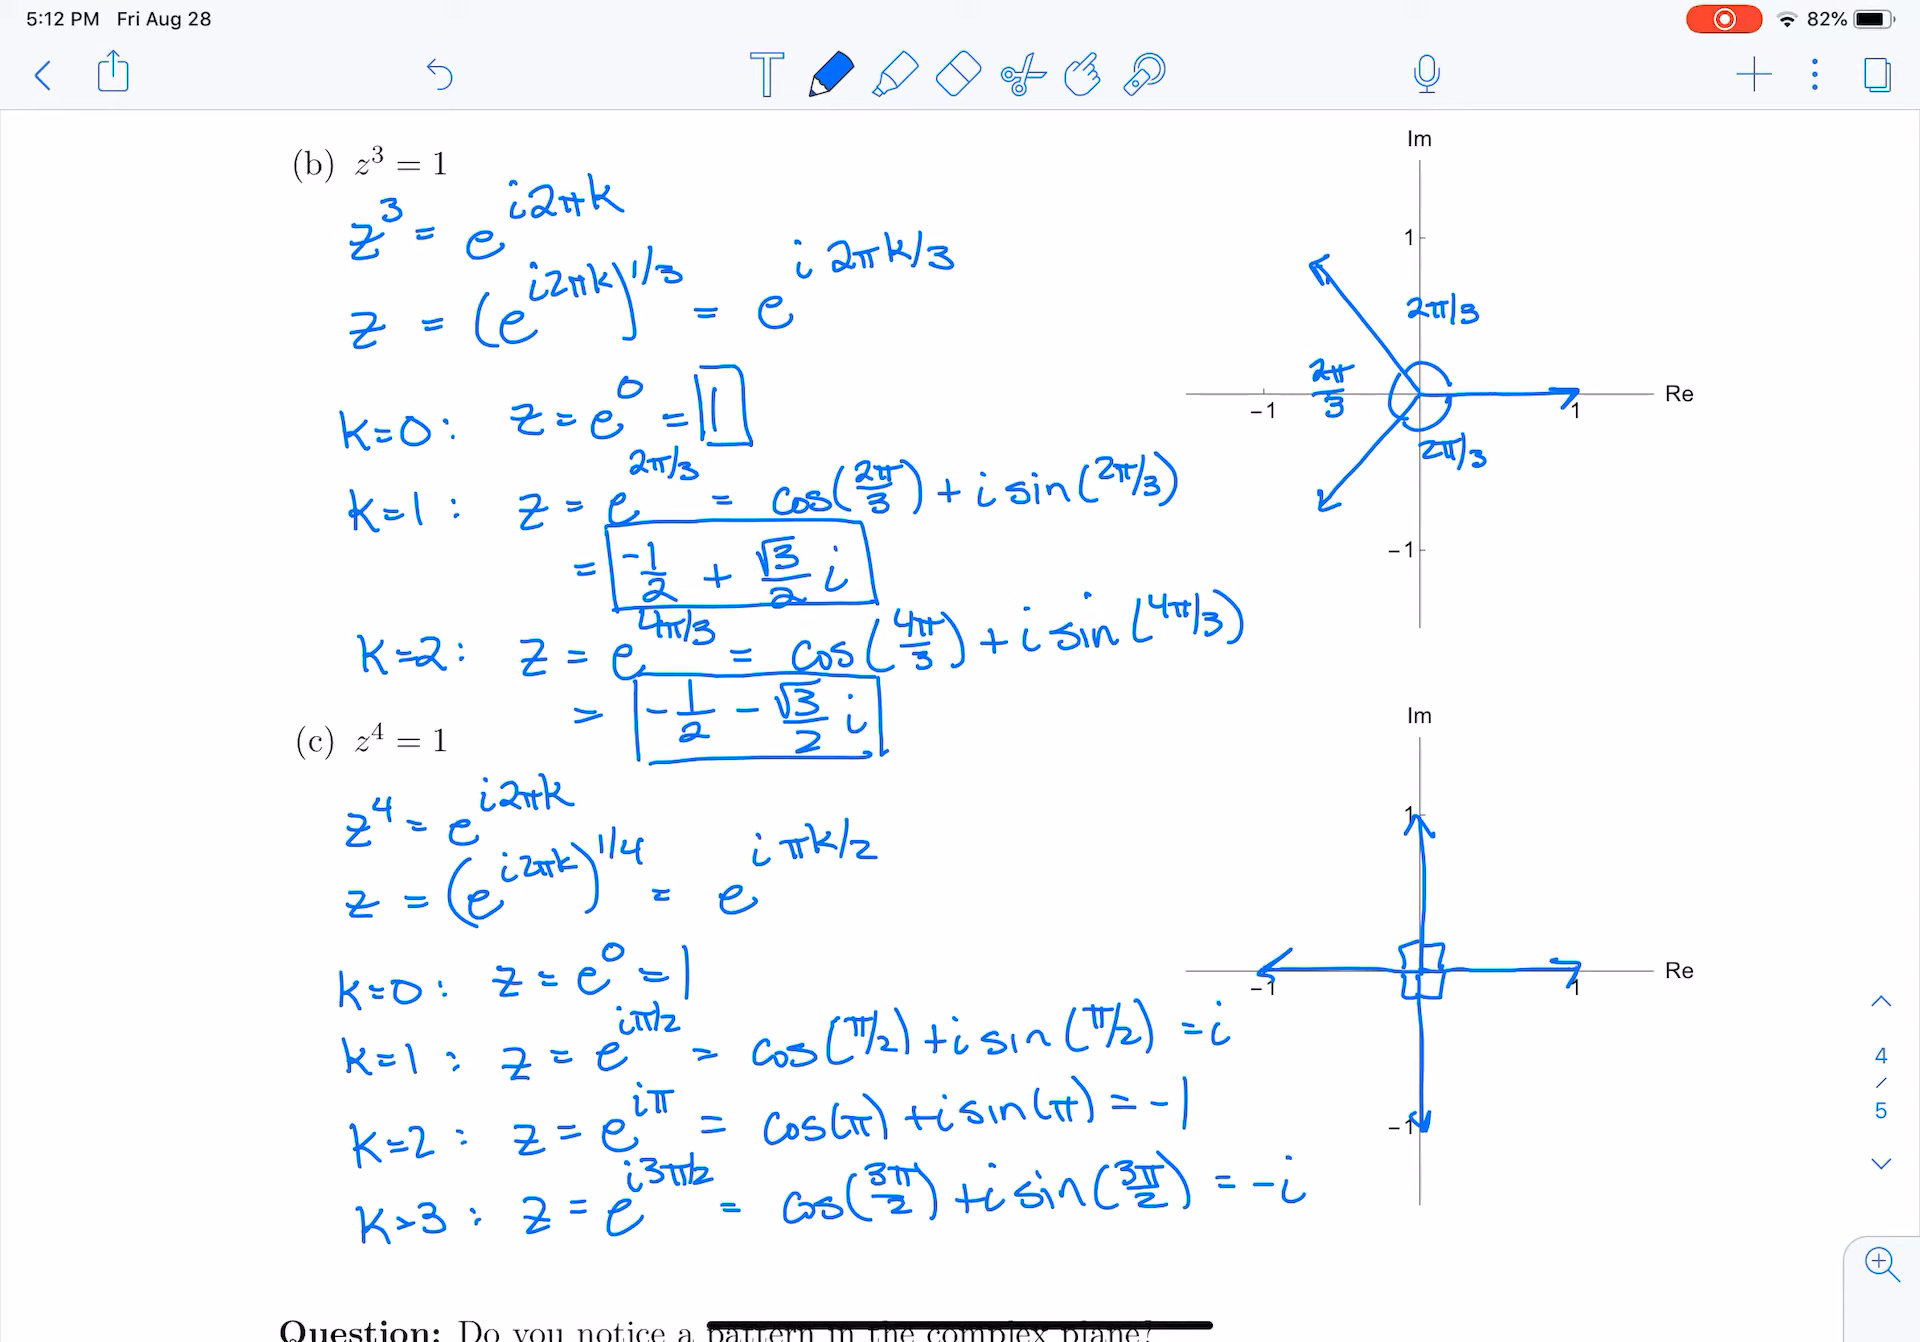 5:12 PM Fri Aug 28
82%
T
(b) z³ = 1
z³ = e^{i2πk}
z = (e^{i2πk})^{1/3} = e^{i2πk/3}
k=0: z = e⁰ = 1
k=1: z = e^{2π/3} = cos(2π/3) + i sin(2π/3)
= -1/2 + √3/2 i
k=2: z = e^{4π/3} = cos(4π/3) + i sin(4π/3)
= -1/2 - √3/2 i
Im
1
2π/3
2π/3
Re
-1
1
2π/3
-1
(c) z⁴ = 1
z⁴ = e^{i2πk}
z = (e^{i2πk})^{1/4} = e^{iπk/2}
k=0: z = e⁰ = 1
k=1: z = e^{iπ/2} = cos(π/2) + i sin(π/2) = i
k=2: z = e^{iπ} = cos(π) + i sin(π) = -1
k=3: z = e^{i3π/2} = cos(3π/2) + i sin(3π/2) = -i
Im
1
Re
-1
1
-1
4
/
5
Question: Do you notice a pattern in the complex plane?